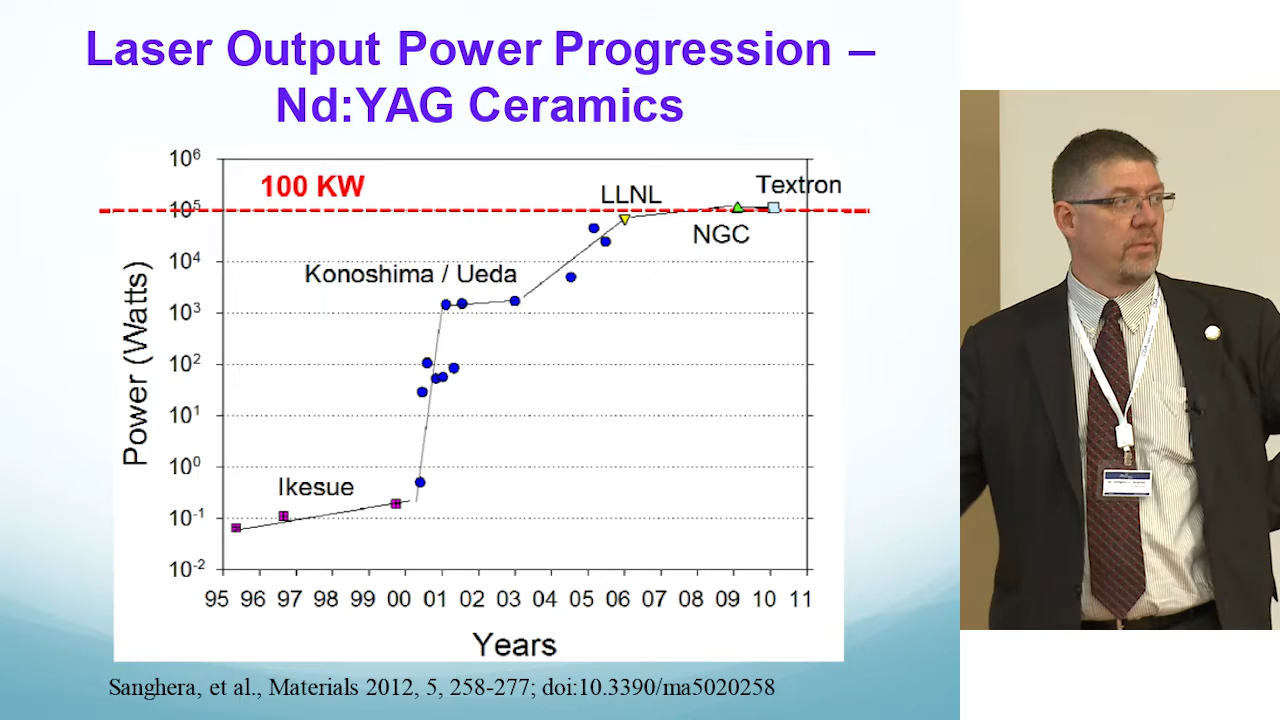 Laser Output Power Progression –
Nd:YAG Ceramics
10⁶
100 KW
Textron
LLNL
10⁵
NGC
10⁴
Konoshima / Ueda
10³
10²
10¹
10⁰
Ikesue
10⁻¹
10⁻²
Power (Watts)
95 96 97 98 99 00 01 02 03 04 05 06 07 08 09 10 11
Years
Sanghera, et al., Materials 2012, 5, 258-277; doi:10.3390/ma5020258